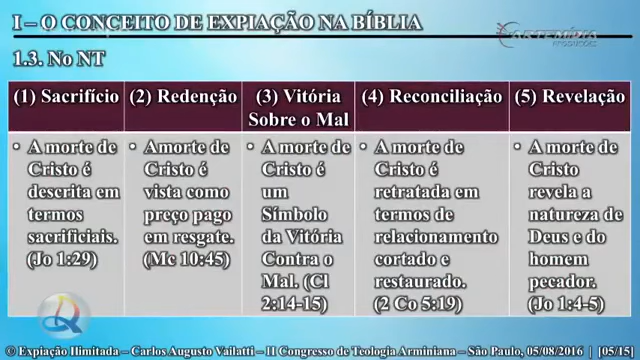 I – O CONCEITO DE EXPIAÇÃO NA BÍBLIA
ARTEMÍDIA
PRODUÇÕES
1.3. No NT
(1) Sacrifício
(2) Redenção
(3) Vitória
Sobre o Mal
(4) Reconciliação
(5) Revelação
• A morte de
Cristo é
descrita em
termos
sacrificiais.
(Jo 1:29)
• Amorte de
Cristo é
vista como
preço pago
em resgate.
(Mc 10:45)
• A morte de
Cristo é
um
Símbolo
da Vitória
Contra o
Mal. (Cl
2:14-15)
• A morte de
Cristo é
retratada em
termos de
relacionamento
cortado e
restaurado.
(2 Co 5:19)
• A morte de
Cristo
revela a
natureza de
Deus e do
homem
pecador.
(Jo 1:4-5)
© Expiação Ilimitada – Carlos Augusto Vailatti – II Congresso de Teologia Arminiana – São Paulo, 05/08/2016 | [05/15]